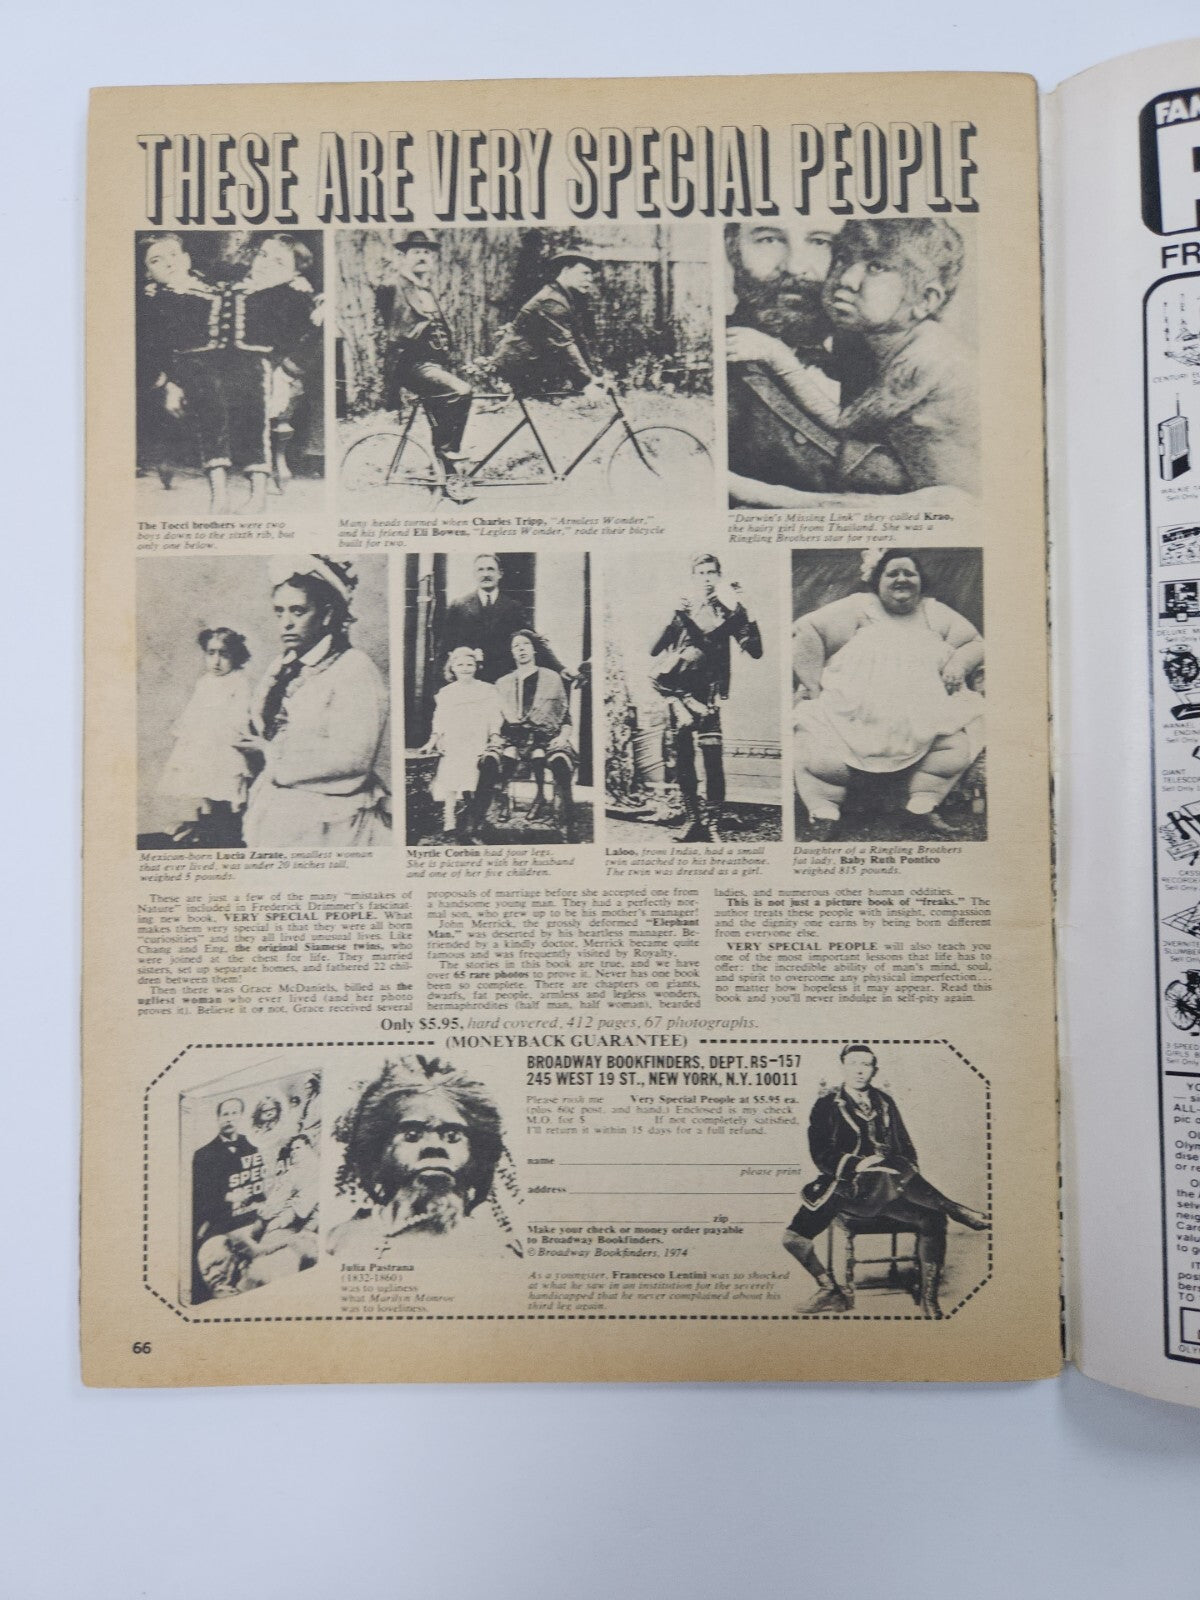 THESE ARE VERY SPECIAL PEOPLE
The Tocci brothers were two
boys down to the sixth rib, but
only one below.
Many heads turned when Charles Tripp, "Armless Wonder,"
and his friend Eli Bowen, "Legless Wonder," rode their bicycle
built for two.
"Darwin's Missing Link" they called Krao,
the hairy girl from Thailand. She was a
Ringling Brothers star for years.
Mexican-born Lucia Zarate, smallest woman
that ever lived, was under 20 inches tall,
weighed 5 pounds.
Myrtle Corbin had four legs.
She is pictured with her husband
and one of her five children.
Laloo, from India, had a small
twin attached to his breastbone.
The twin was dressed as a girl.
Daughter of a Ringling Brothers
fat lady, Baby Ruth Pontico
weighed 815 pounds.
These are just a few of the many "mistakes of
Nature" included in Frederick Drimmer's fascinat-
ing new book, VERY SPECIAL PEOPLE. What
makes them very special is that they were all born
"curiosities" and they all lived unusual lives. Like
Chang and Eng, the original Siamese twins, who
were joined at the chest for life. They married
sisters, set up separate homes, and fathered 22 chil-
dren between them!
Then there was Grace McDaniels, billed as the
ugliest woman who ever lived (and her photo
proves it). Believe it or not, Grace received several
proposals of marriage before she accepted one from
a handsome young man. They had a perfectly nor-
mal son, who grew up to be his mother's manager!
John Merrick, the grossly deformed "Elephant
Man," was deserted by his heartless manager. Be-
friended by a kindly doctor, Merrick became quite
famous and was frequently visited by Royalty.
The stories in this book are true, and we have
over 65 rare photos to prove it. Never has one book
been so complete. There are chapters on giants,
dwarfs, fat people, armless and legless wonders,
hermaphrodites (half man, half woman), bearded
ladies, and numerous other human oddities.
This is not just a picture book of "freaks." The
author treats these people with insight, compassion
and the dignity one earns by being born different
from everyone else.
VERY SPECIAL PEOPLE will also teach you
one of the most important lessons that life has to
offer: the incredible ability of man's mind, soul,
and spirit to overcome any physical imperfection...
no matter how hopeless it may appear. Read this
book and you'll never indulge in self-pity again.
Only $5.95, hard covered, 412 pages, 67 photographs.
(MONEYBACK GUARANTEE)
VERY
SPECIAL
PEOPLE
Julia Pastrana
(1832-1860)
was to ugliness
what Marilyn Monroe
was to loveliness.
BROADWAY BOOKFINDERS, DEPT. RS-157
245 WEST 19 ST., NEW YORK, N.Y. 10011
Please rush me Very Special People at $5.95 ea.
(plus 60¢ post. and hand.) Enclosed is my check
M.O. for $ If not completely satisfied,
I'll return it within 15 days for a full refund.
name
please print
address
zip
Make your check or money order payable
to Broadway Bookfinders.
© Broadway Bookfinders, 1974
As a youngster, Francesco Lentini was so shocked
at what he saw in an institution for the severely
handicapped that he never complained about his
third leg again.
66
FR
CENTURI
TELESCOP